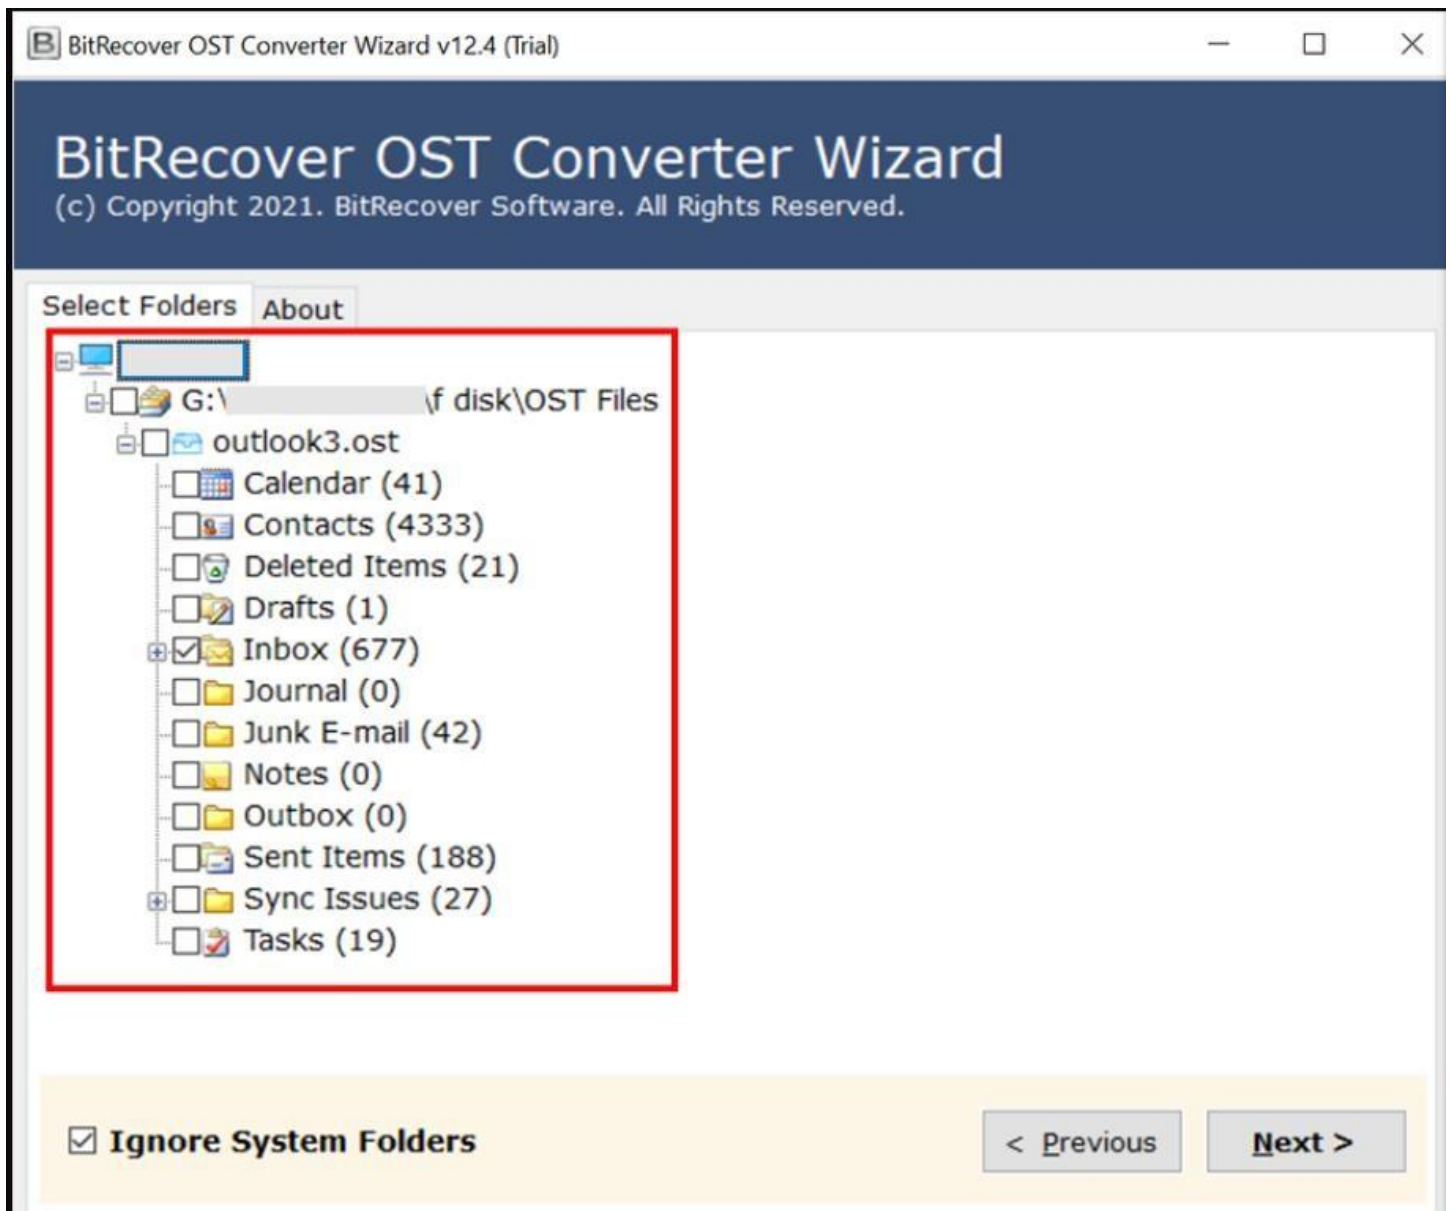 BitRecover OST Converter Wizard v12.4 (Trial)
BitRecover OST Converter Wizard
(c) Copyright 2021. BitRecover Software. All Rights Reserved.
Select Folders About
G:\ \f disk\OST Files
outlook3.ost
Calendar (41)
Contacts (4333)
Deleted Items (21)
Drafts (1)
Inbox (677)
Journal (0)
Junk E-mail (42)
Notes (0)
Outbox (0)
Sent Items (188)
Sync Issues (27)
Tasks (19)
Ignore System Folders
< Previous Next >